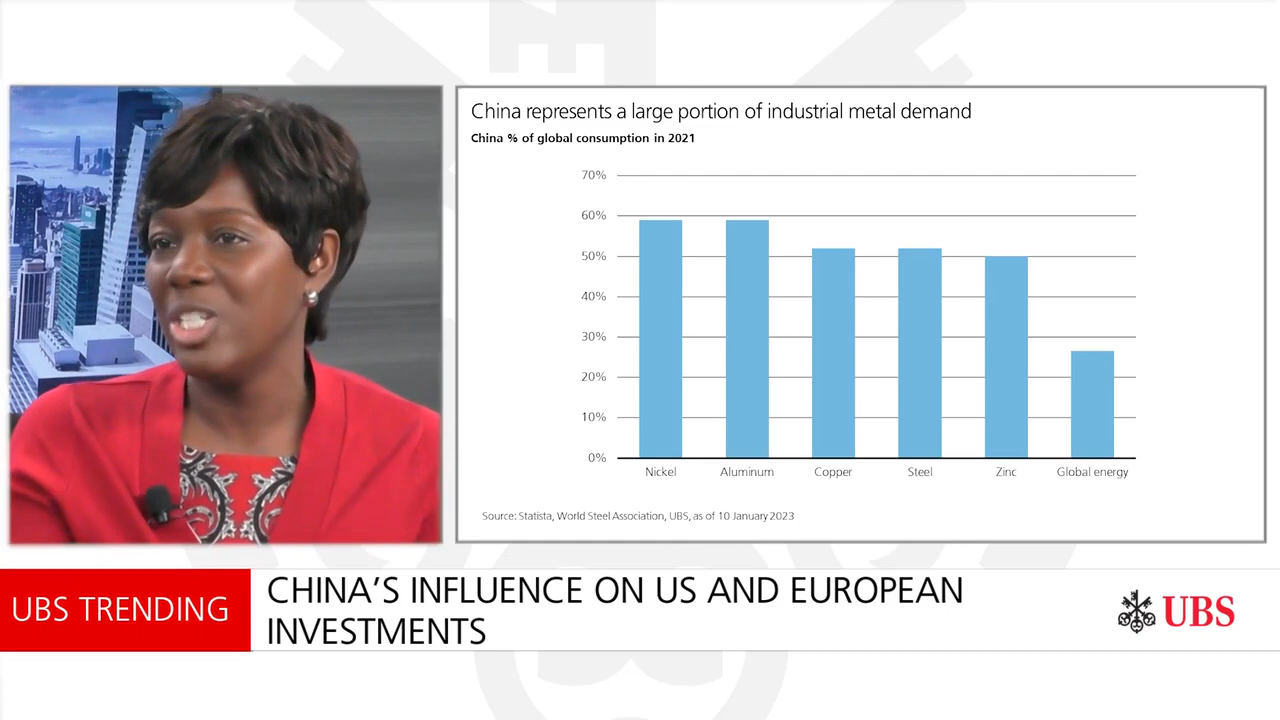 China represents a large portion of industrial metal demand
China % of global consumption in 2021
70%
60%
50%
40%
30%
20%
10%
0%
Nickel Aluminum Copper Steel Zinc Global energy
Source: Statista, World Steel Association, UBS, as of 10 January 2023
UBS TRENDING
CHINA’S INFLUENCE ON US AND EUROPEAN
INVESTMENTS
UBS